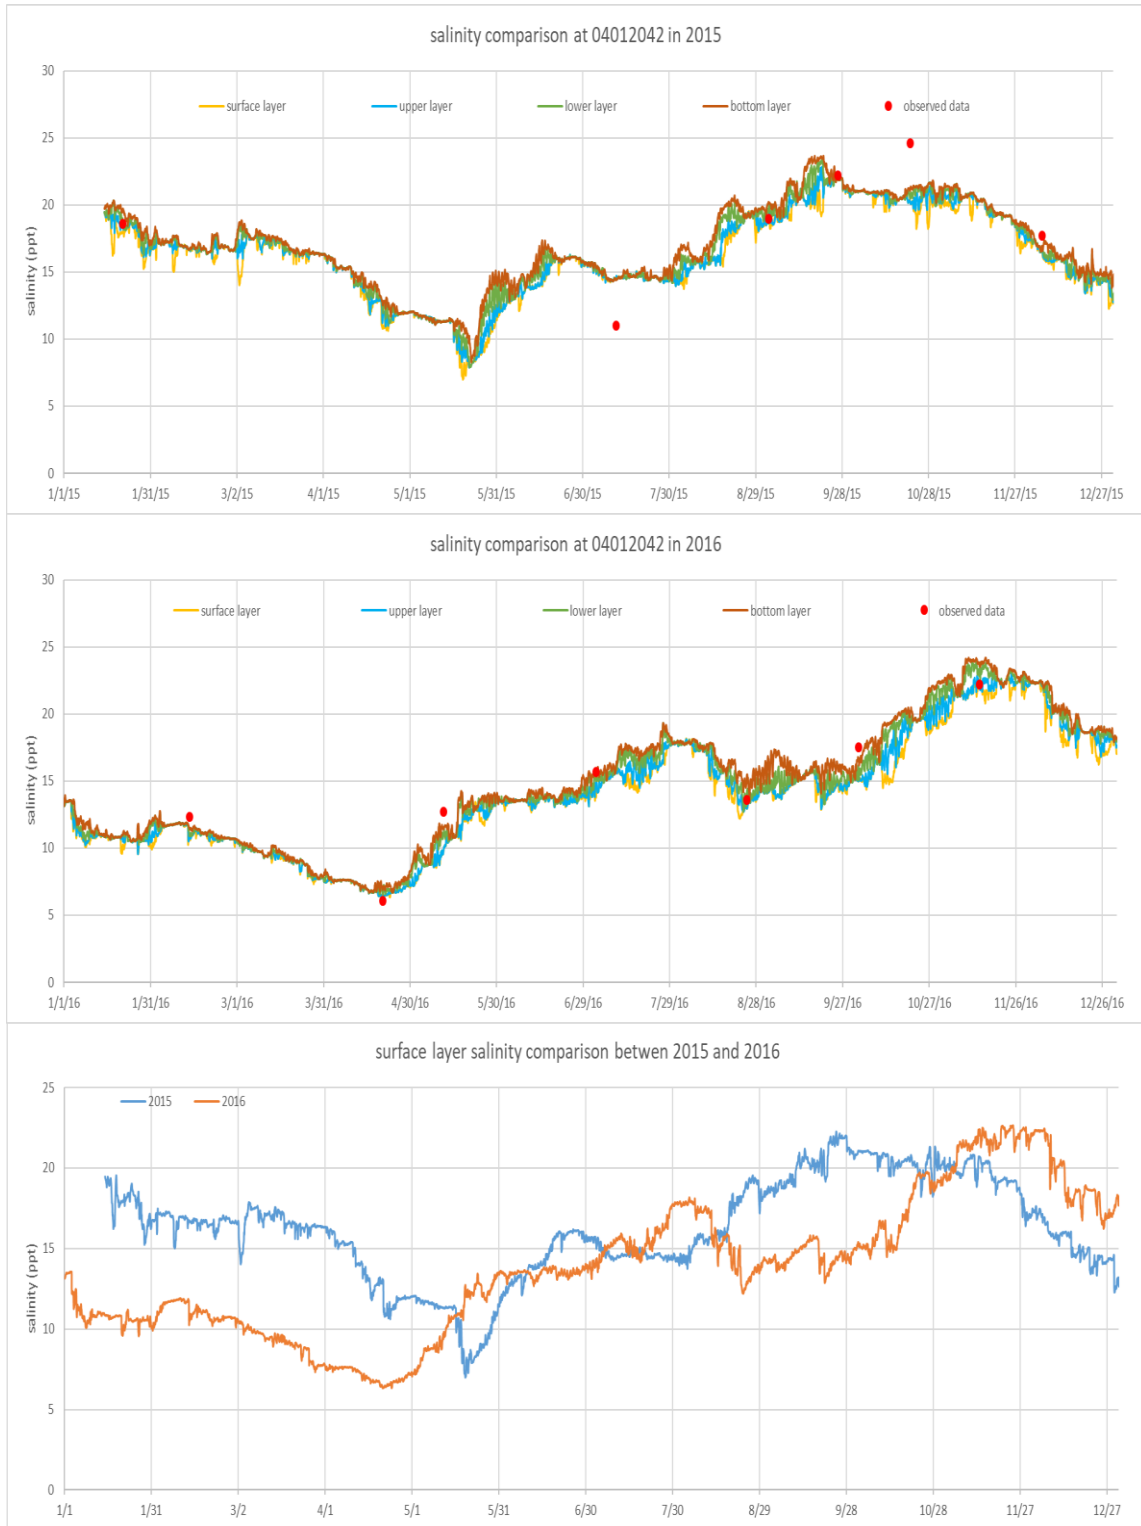 salinity comparison at 04012042 in 2015
30
surface layer upper layer lower layer bottom layer observed data
25
20
15
10
5
0
salinity (ppt)
1/1/15 1/31/15 3/2/15 4/1/15 5/1/15 5/31/15 6/30/15 7/30/15 8/29/15 9/28/15 10/28/15 11/27/15 12/27/15
salinity comparison at 04012042 in 2016
30
surface layer upper layer lower layer bottom layer observed data
25
20
15
10
5
0
salinity (ppt)
1/1/16 1/31/16 3/1/16 3/31/16 4/30/16 5/30/16 6/29/16 7/29/16 8/28/16 9/27/16 10/27/16 11/26/16 12/26/16
surface layer salinity comparison betwen 2015 and 2016
25
2015 2016
20
15
10
5
0
salinity (ppt)
1/1 1/31 3/2 4/1 5/1 5/31 6/30 7/30 8/29 9/28 10/28 11/27 12/27